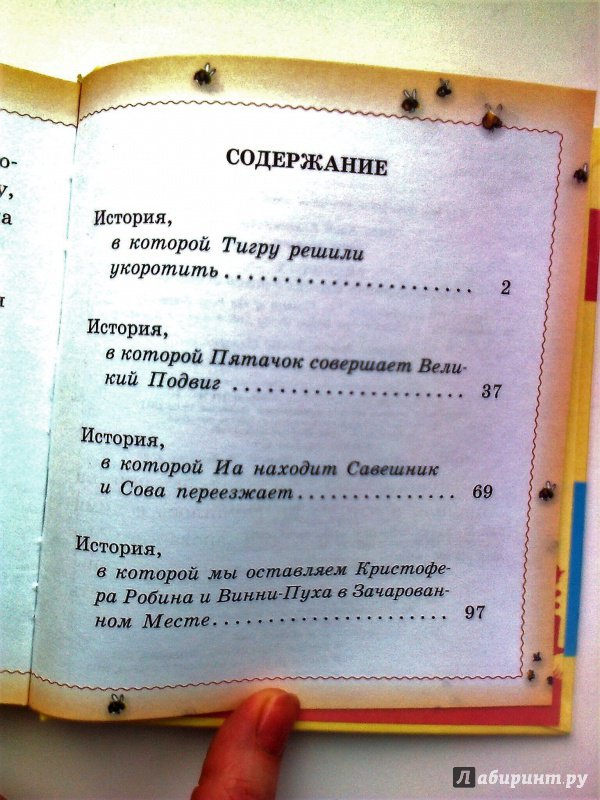 о-
у,
а
я
СОДЕРЖАНИЕ
История,
в которой Тигру решили
укоротить....................... 2
История,
в которой Пятачок совершает Вели-
кий Подвиг ...................... 37
История,
в которой Иа находит Савешник
и Сова переезжает............... 69
История,
в которой мы оставляем Кристофе-
ра Робина и Винни-Пуха в Зачарован-
ном Месте...................... 97
Лабиринт.ру